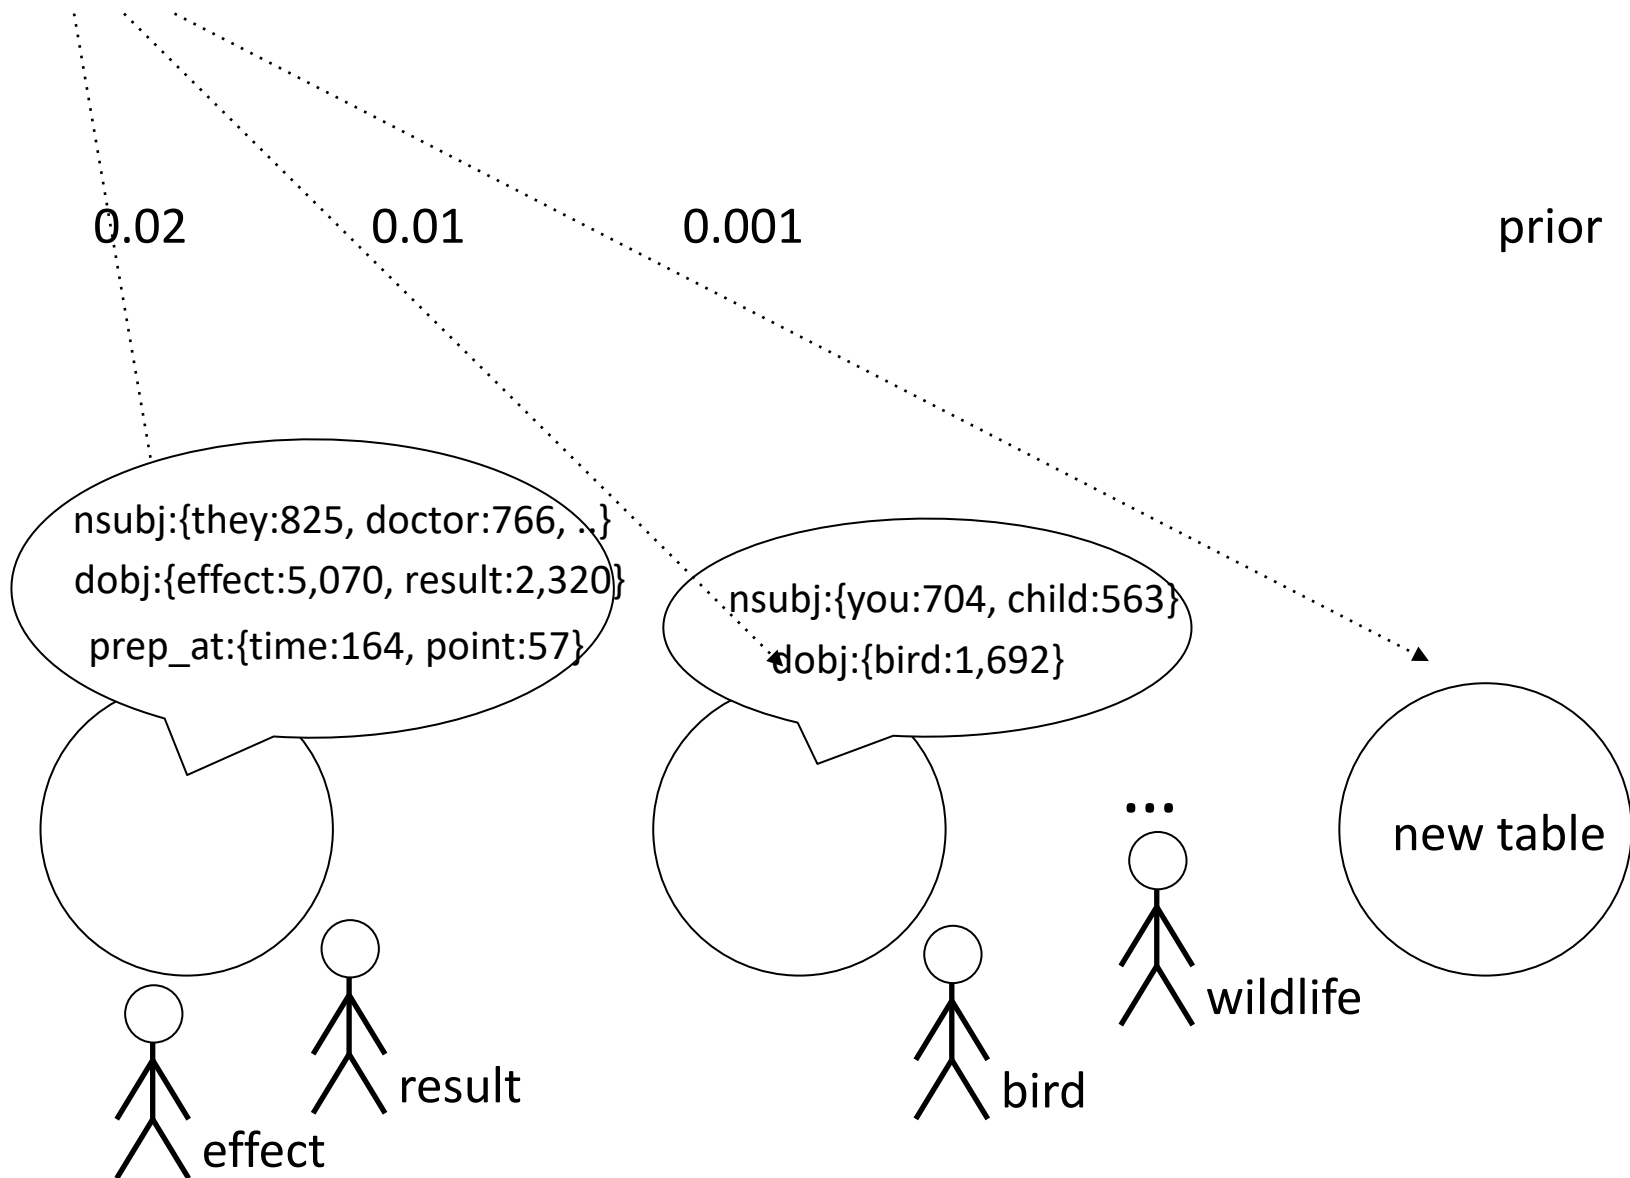 0.02 0.01 0.001 prior
nsubj:{they:825, doctor:766, ..}
dobj:{effect:5,070, result:2,320}
prep_at:{time:164, point:57}
nsubj:{you:704, child:563}
dobj:{bird:1,692}
...
new table
wildlife
result
bird
effect